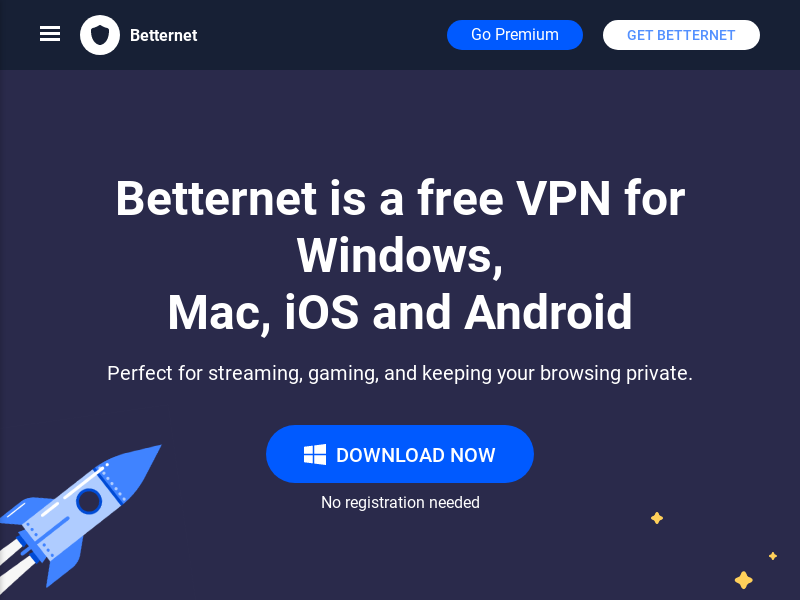 Betternet
Go Premium
GET BETTERNET
Betternet is a free VPN for
Windows,
Mac, iOS and Android
Perfect for streaming, gaming, and keeping your browsing private.
DOWNLOAD NOW
No registration needed